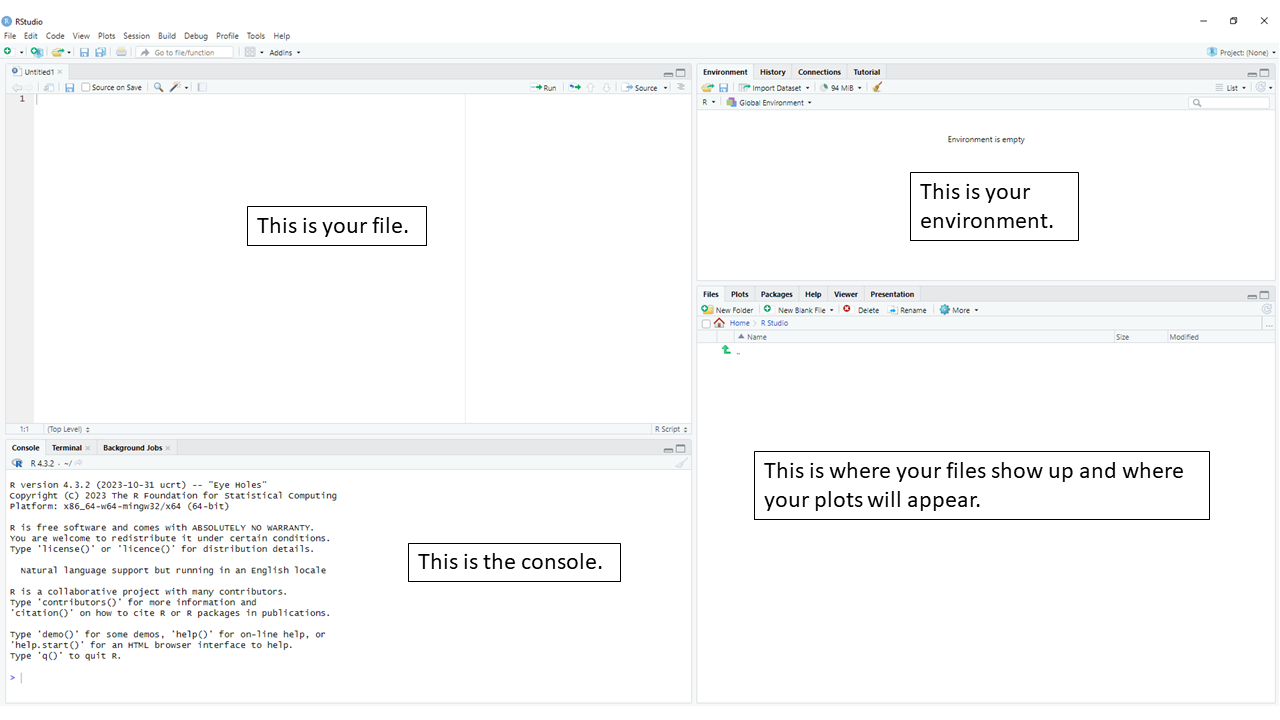 RStudio
File Edit Code View Plots Session Build Debug Profile Tools Help
Go to file/function Addins Project: (None)
Untitled1
Source on Save Run Source
1
This is your file.
1:1 (Top Level) R Script
Environment History Connections Tutorial
Import Dataset 94 MiB List
R Global Environment
Environment is empty
This is your
environment.
Files Plots Packages Help Viewer Presentation
New Folder New Blank File Delete Rename More
Home R Studio ...
Name Size Modified
..
This is where your files show up and where
your plots will appear.
Console Terminal Background Jobs
R 4.3.2 · ~/
R version 4.3.2 (2023-10-31 ucrt) -- "Eye Holes"
Copyright (C) 2023 The R Foundation for Statistical Computing
Platform: x86_64-w64-mingw32/x64 (64-bit)
R is free software and comes with ABSOLUTELY NO WARRANTY.
You are welcome to redistribute it under certain conditions.
Type 'license()' or 'licence()' for distribution details.
Natural language support but running in an English locale
R is a collaborative project with many contributors.
Type 'contributors()' for more information and
'citation()' on how to cite R or R packages in publications.
Type 'demo()' for some demos, 'help()' for on-line help, or
'help.start()' for an HTML browser interface to help.
Type 'q()' to quit R.
>
This is the console.